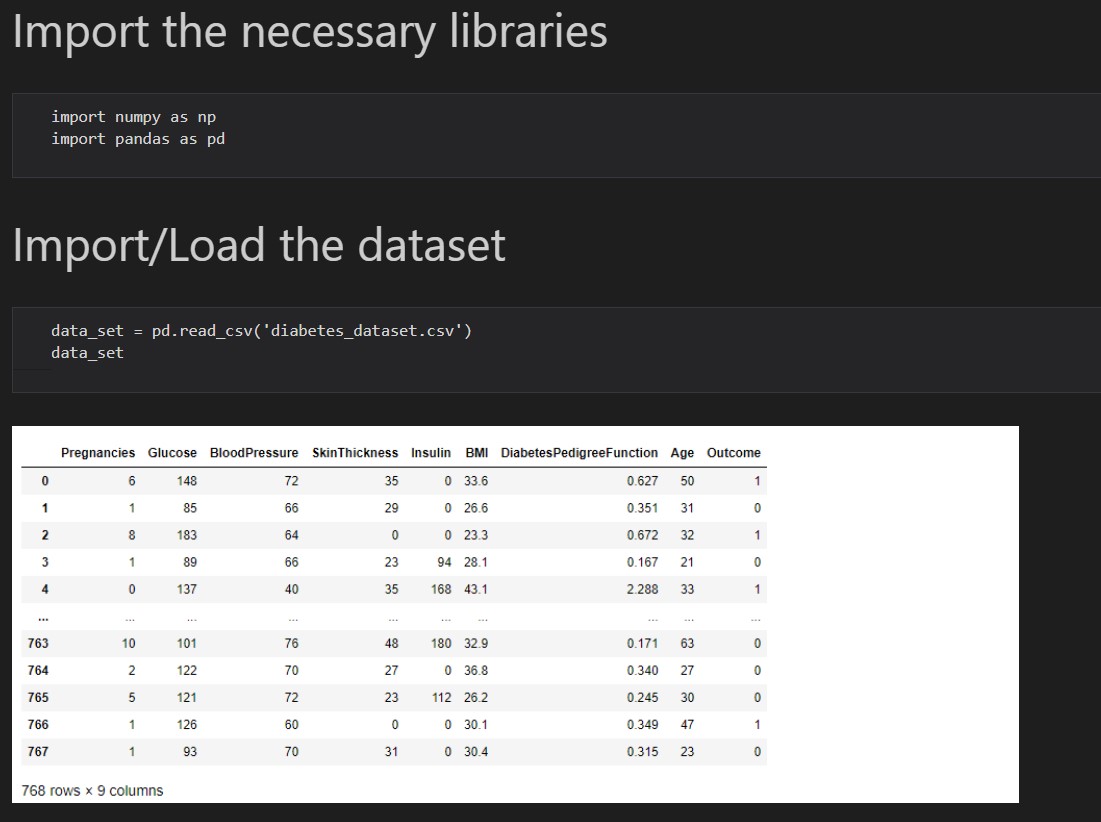 Import the necessary libraries
import numpy as np
import pandas as pd
Import/Load the dataset
data_set = pd.read_csv('diabetes_dataset.csv')
data_set
Pregnancies Glucose BloodPressure SkinThickness Insulin BMI DiabetesPedigreeFunction Age Outcome
0 6 148 72 35 0 33.6 0.627 50 1
1 1 85 66 29 0 26.6 0.351 31 0
2 8 183 64 0 0 23.3 0.672 32 1
3 1 89 66 23 94 28.1 0.167 21 0
4 0 137 40 35 168 43.1 2.288 33 1
... ... ... ... ... ... ... ... ... ...
763 10 101 76 48 180 32.9 0.171 63 0
764 2 122 70 27 0 36.8 0.340 27 0
765 5 121 72 23 112 26.2 0.245 30 0
766 1 126 60 0 0 30.1 0.349 47 1
767 1 93 70 31 0 30.4 0.315 23 0
768 rows × 9 columns